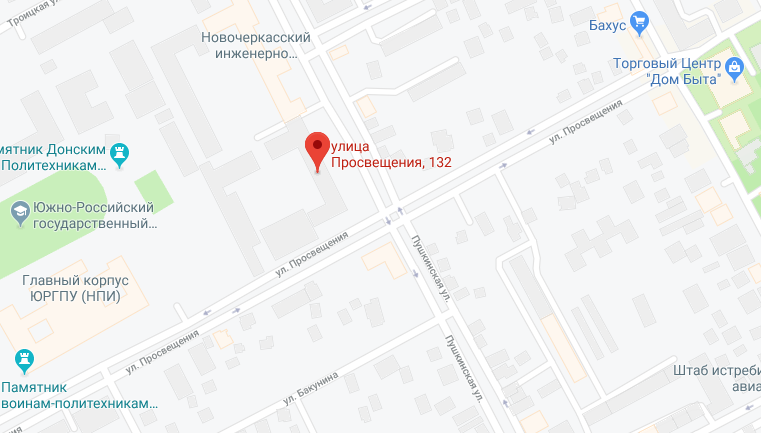 Троицкая ул.
Новочеркасский
инженерно...
Бахус
Торговый Центр
"Дом Быта"
ул. Просвещения
улица
Просвещения, 132
мятник Донским
Политехникам...
Южно-Российский
государственный...
ул. Просвещения
Пушкинская ул.
Главный корпус
ЮРГПУ (НПИ)
ул. Просвещения
Пушкинская ул.
Памятник
воинам-политехникам...
ул. Бакунина
Штаб истреби
авиа